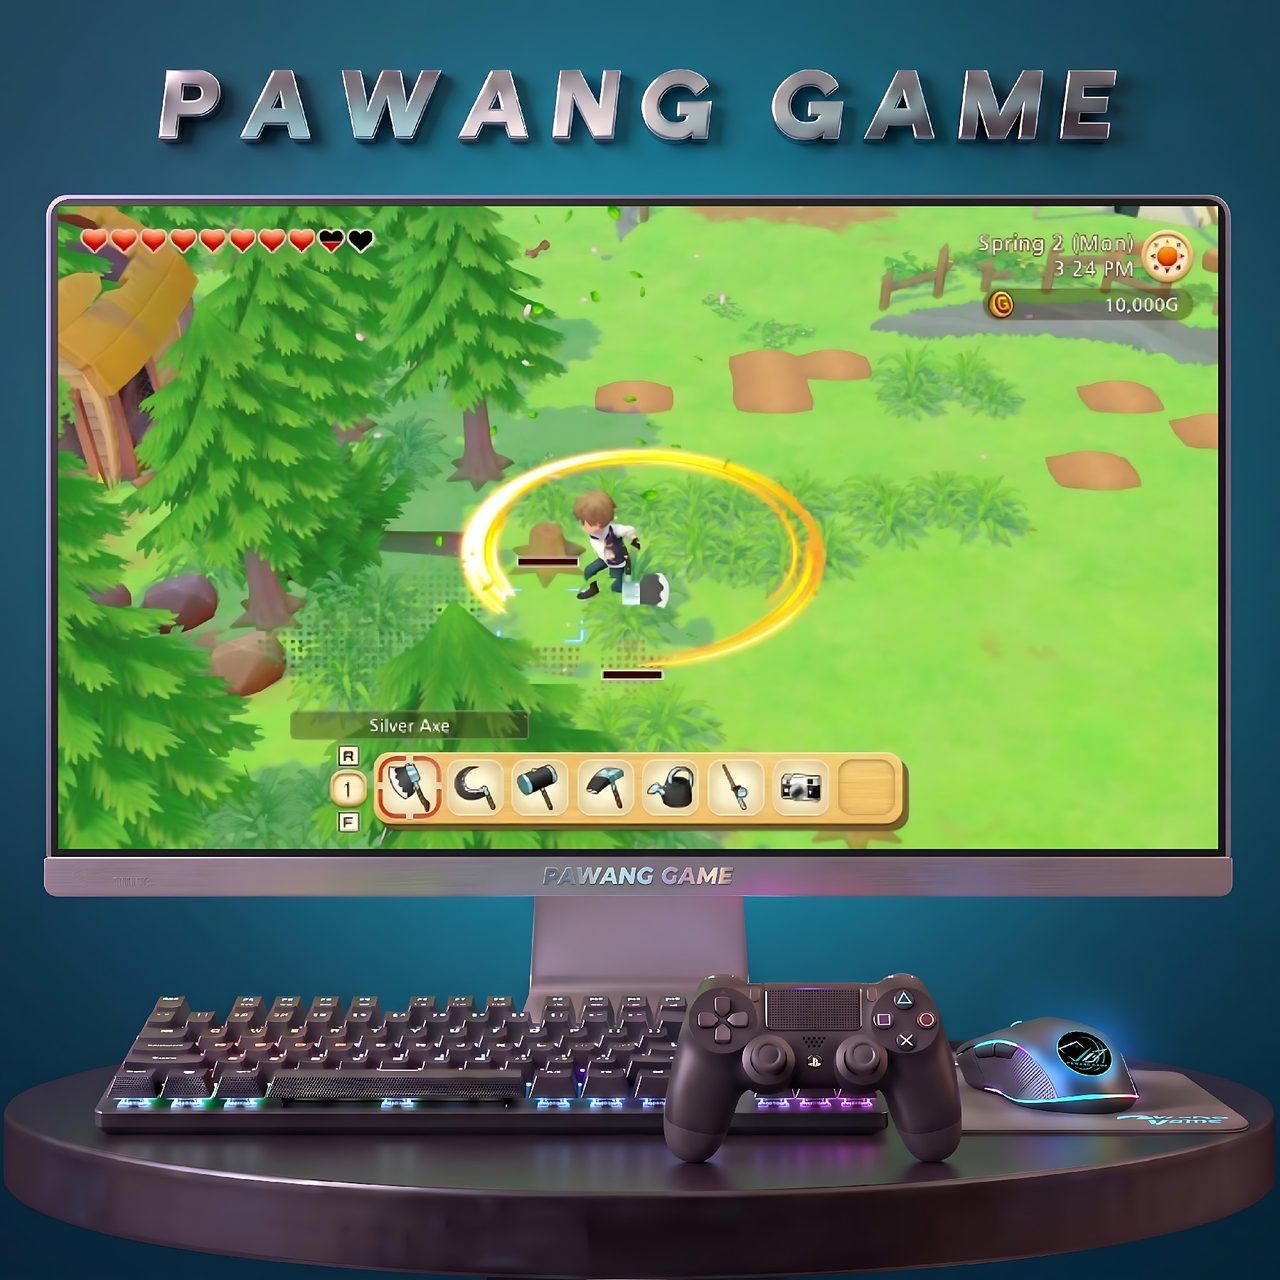 PAWANG GAME
Spring 2 (Mon)
3:24 PM
G
10,000G
Silver Axe
R
1
F
PAWANG GAME